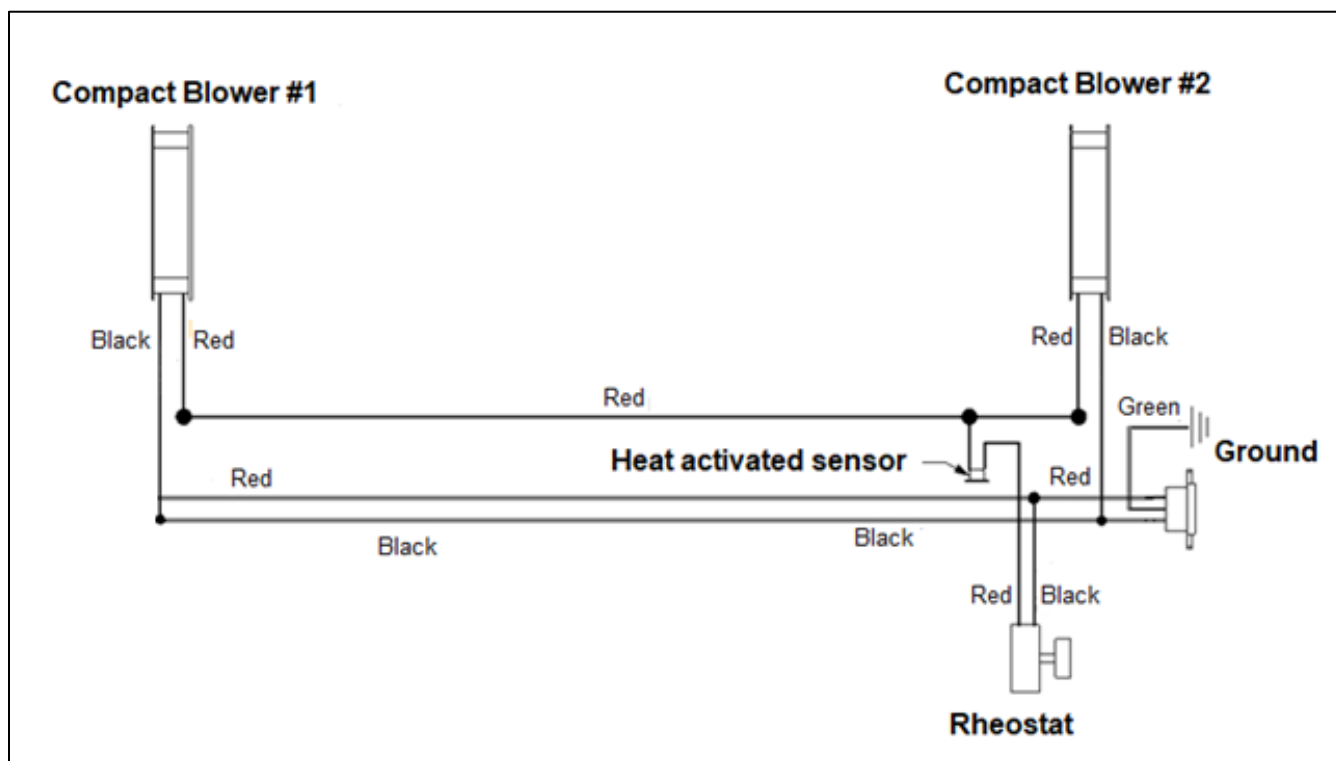 Compact Blower #1
Compact Blower #2
Black
Red
Red
Black
Red
Green
Heat activated sensor
Ground
Red
Red
Black
Black
Red
Black
Rheostat